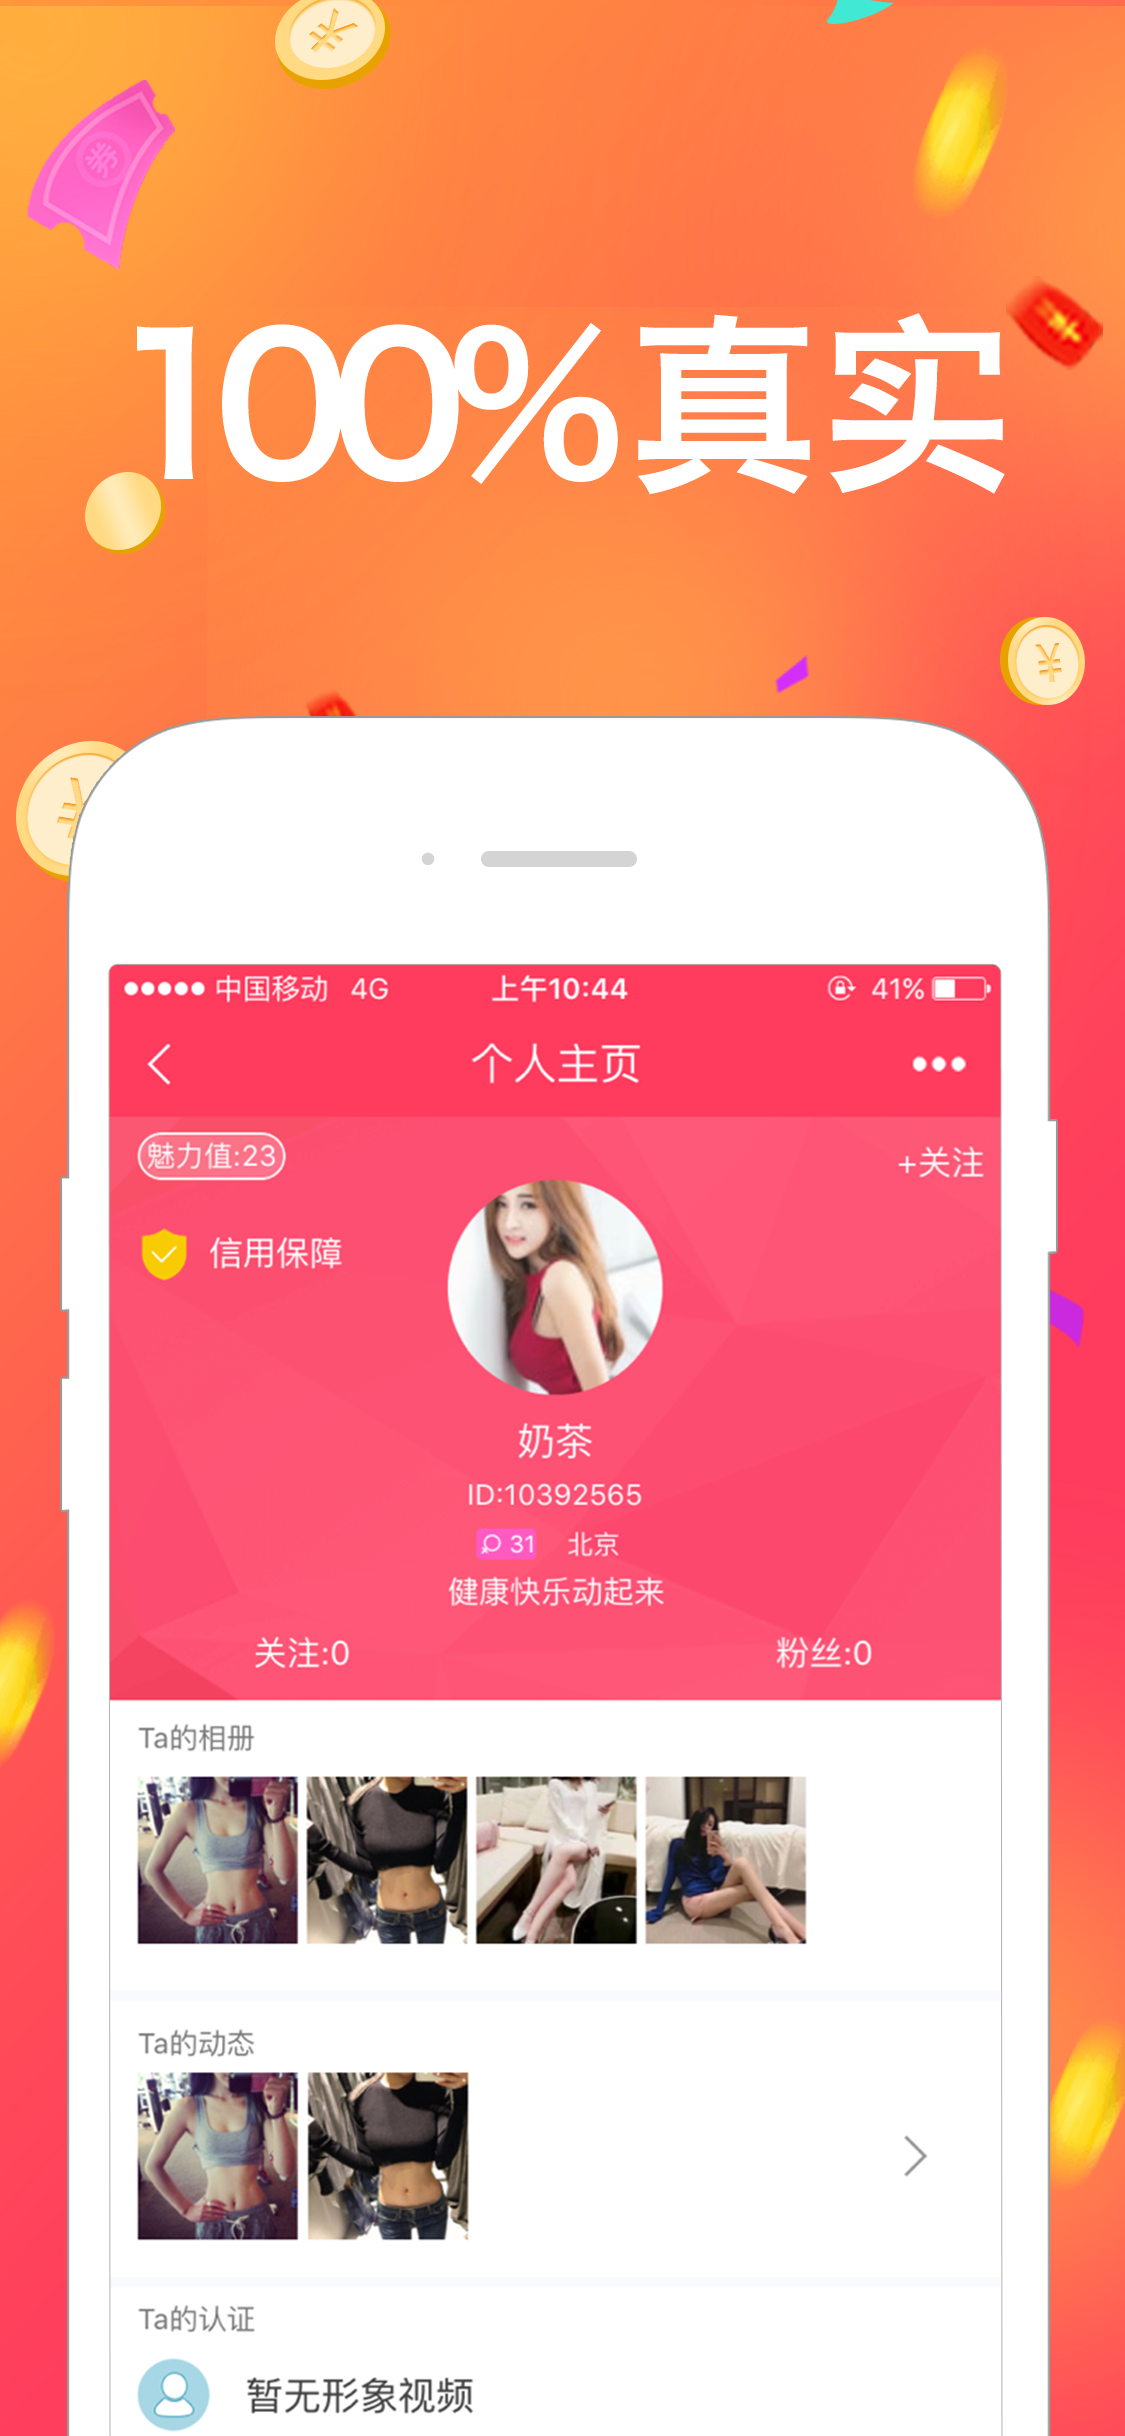 券
100%真实
中国移动 4G 上午10:44 41%
个人主页
魅力值:23
+关注
信用保障
奶茶
ID:10392565
31 北京
健康快乐动起来
关注:0 粉丝:0
Ta的相册
Ta的动态
Ta的认证
暂无形象视频